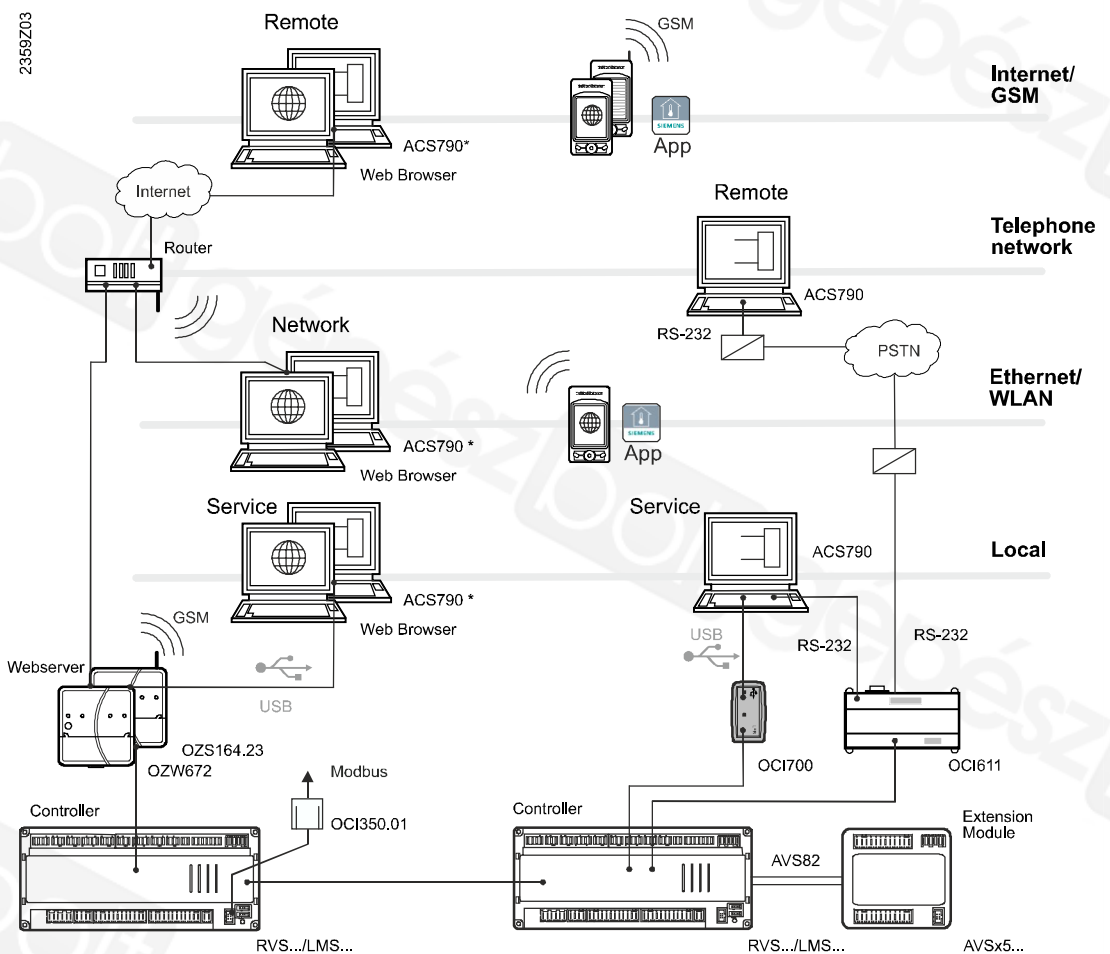 2359Z03
Remote
GSM
Internet/
GSM
SIEMENS
App
ACS790*
Web Browser
Internet
Remote
Telephone
network
Router
ACS790
RS-232
Network
PSTN
Ethernet/
WLAN
SIEMENS
App
ACS790 *
Web Browser
Service
Service
ACS790
Local
ACS790 *
Web Browser
GSM
USB
RS-232
RS-232
Webserver
USB
OZS164.23
OZW672
OCI700
OCI611
Modbus
Controller
OCI350.01
Controller
Extension
Module
AVS82
RVS.../LMS...
RVS.../LMS...
AVSx5...
gépészbolt